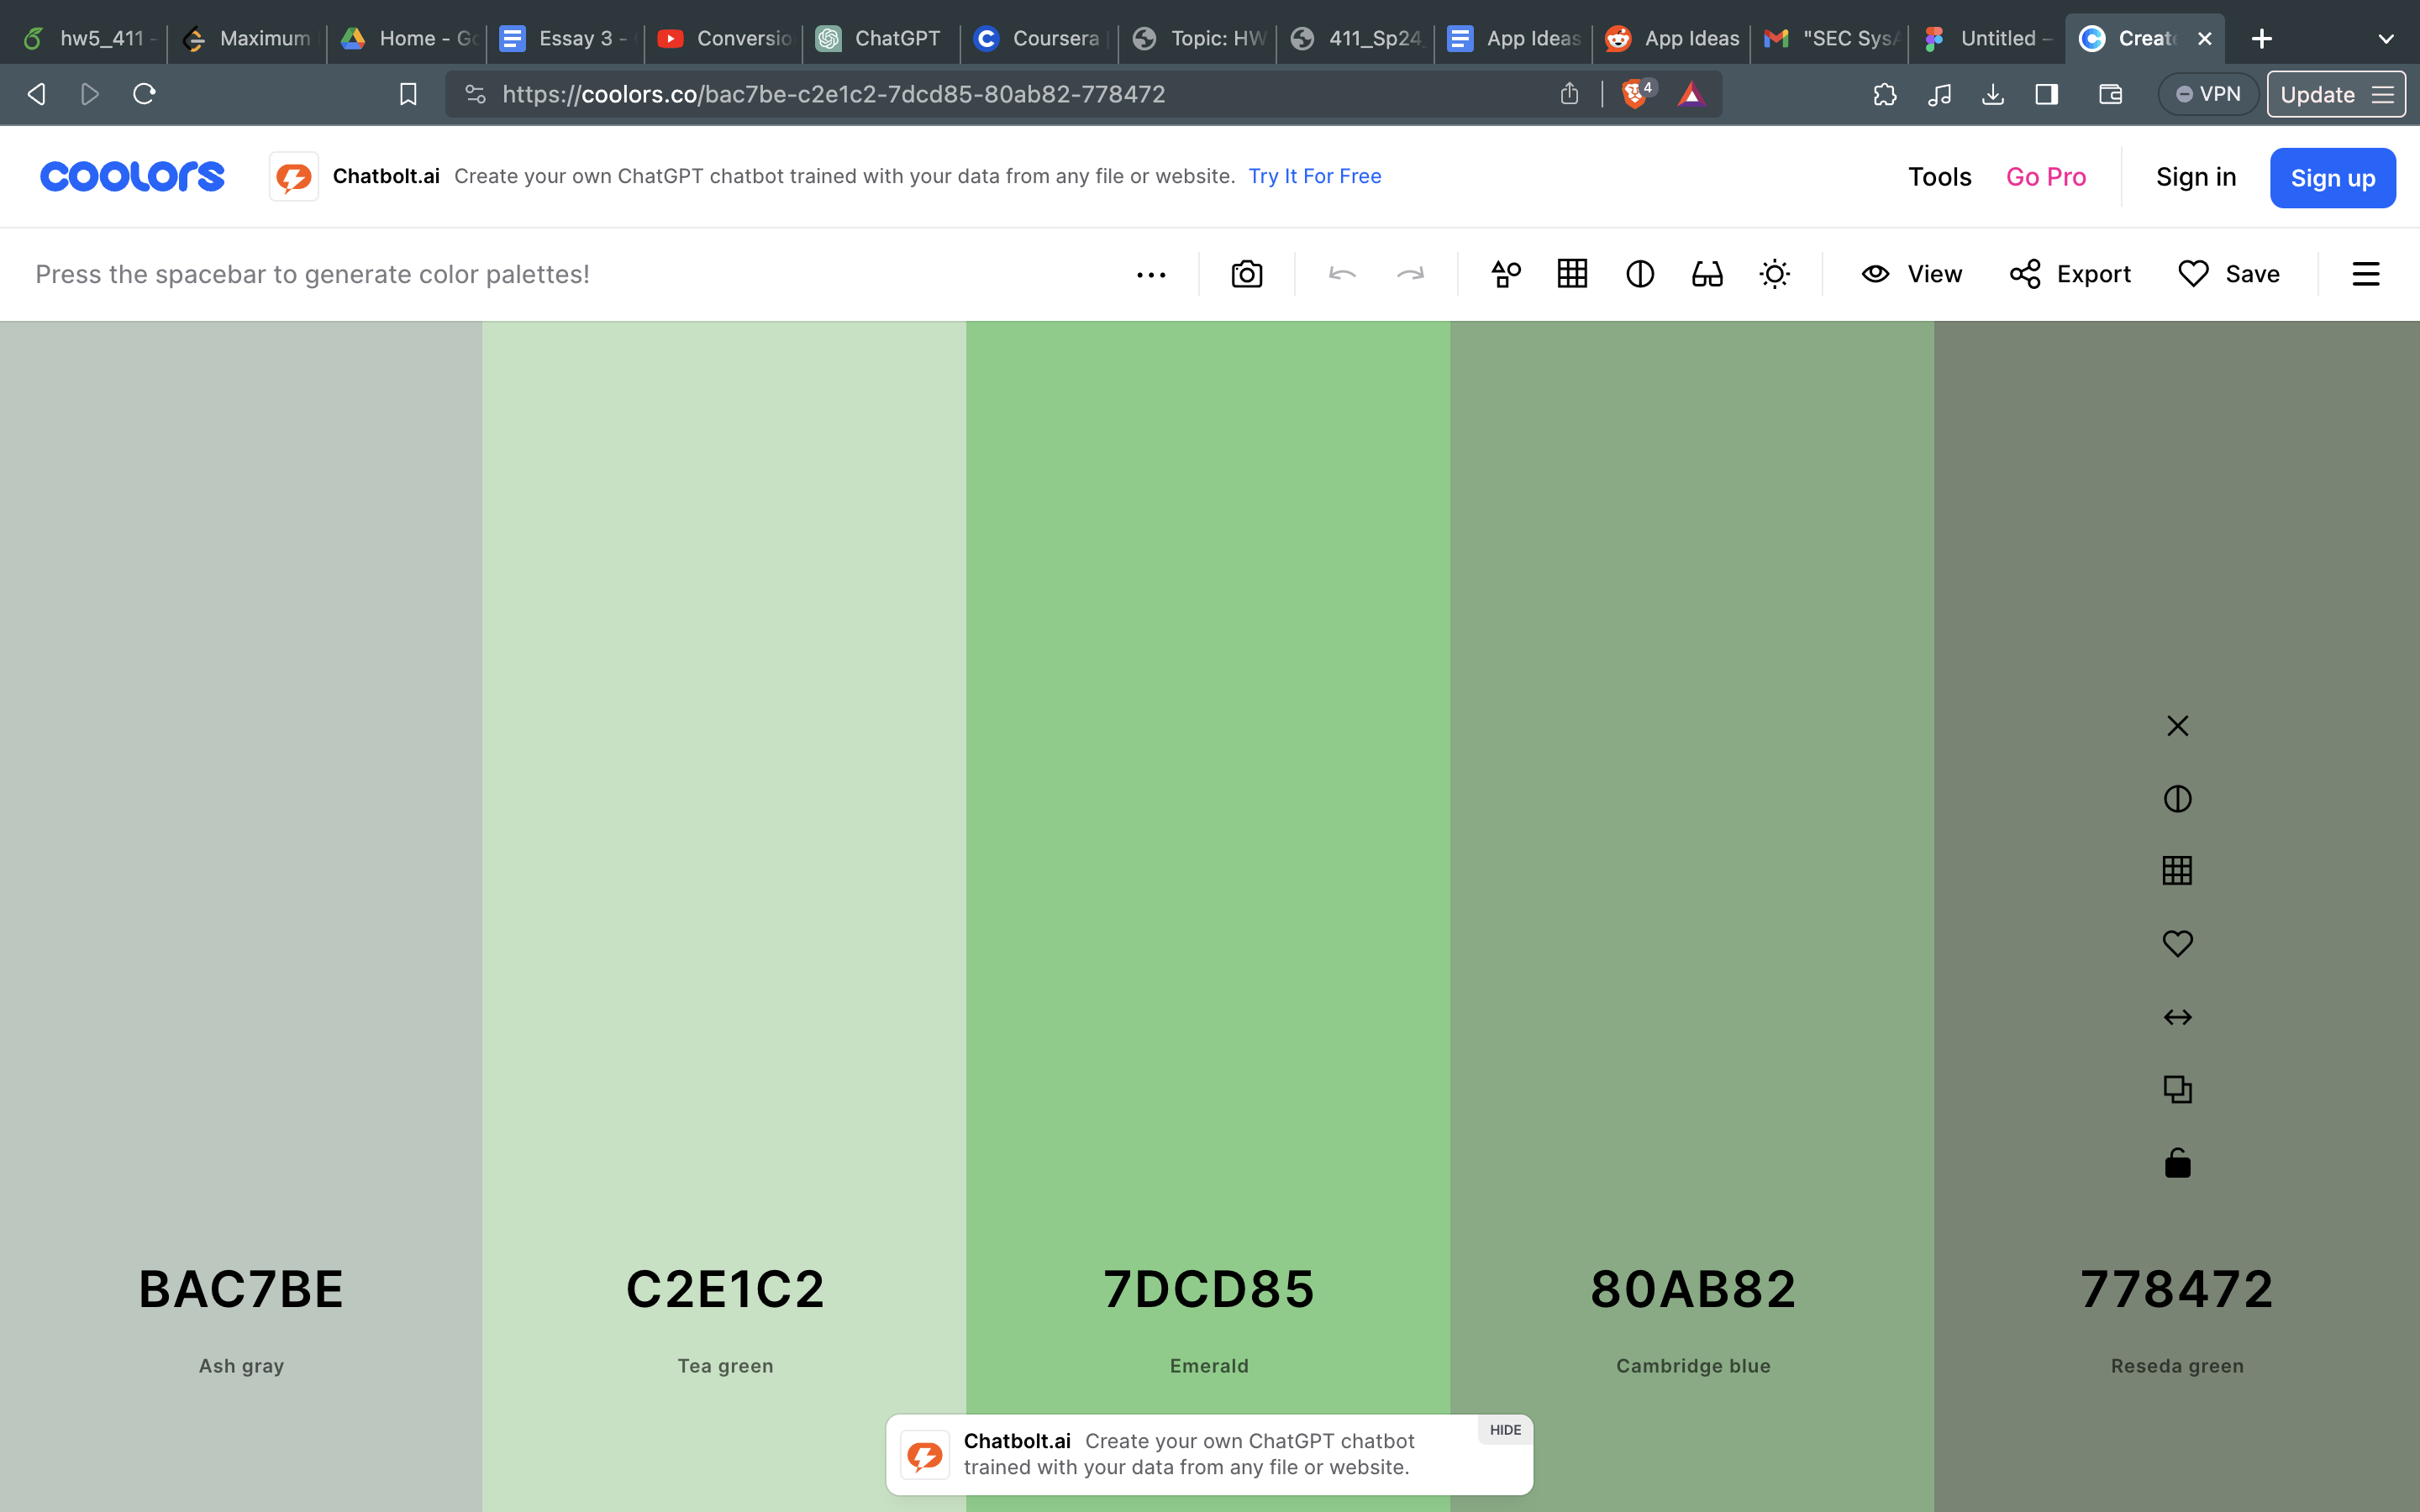 hw5_411 -
Maximum
Home - Go
Essay 3 -
Conversio
ChatGPT
Coursera
Topic: HW
411_Sp24
App Ideas
App Ideas
"SEC SysA
Untitled –
Create
https://coolors.co/bac7be-c2e1c2-7dcd85-80ab82-778472
4
VPN
Update
coolors
Chatbolt.ai Create your own ChatGPT chatbot trained with your data from any file or website. Try It For Free
Tools
Go Pro
Sign in
Sign up
Press the spacebar to generate color palettes!
View
Export
Save
BAC7BE
Ash gray
C2E1C2
Tea green
7DCD85
Emerald
80AB82
Cambridge blue
778472
Reseda green
Chatbolt.ai Create your own ChatGPT chatbot
trained with your data from any file or website.
HIDE